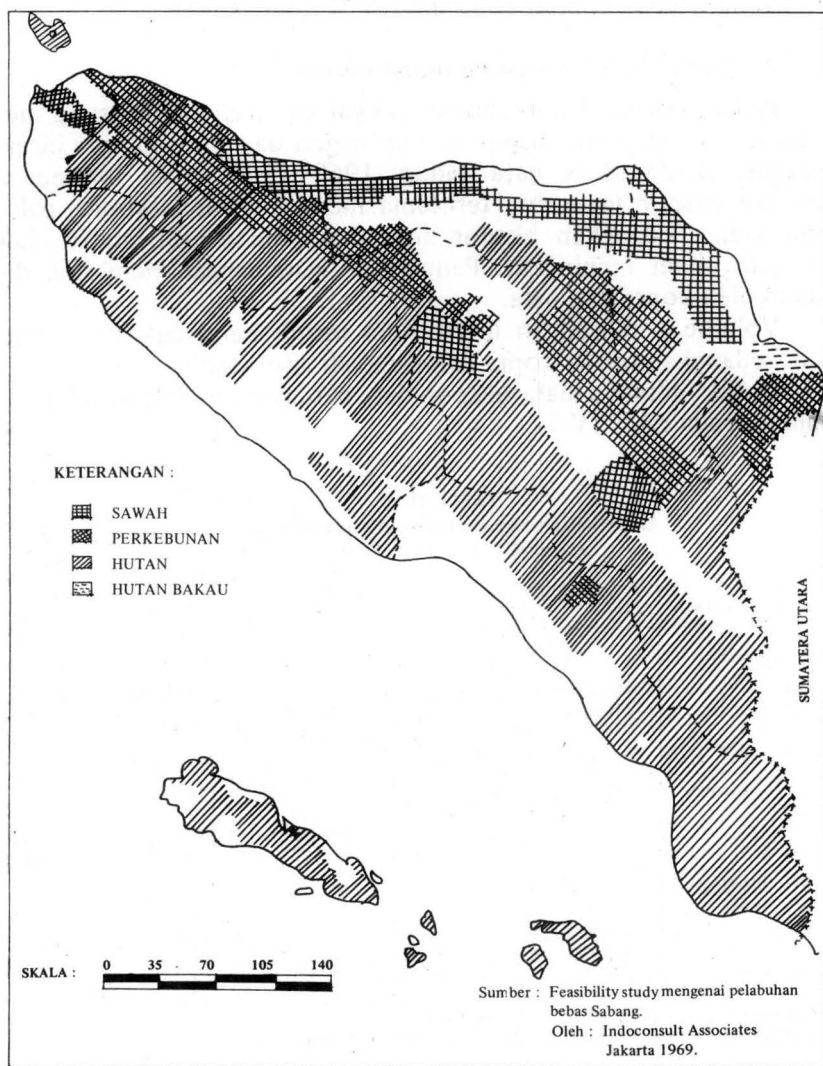 KETERANGAN :
SAWAH
PERKEBUNAN
HUTAN
HUTAN BAKAU
SUMATERA UTARA
SKALA :
0 35 70 105 140
Sumber : Feasibility study mengenai pelabuhan
bebas Sabang.
Oleh : Indoconsult Associates
Jakarta 1969.